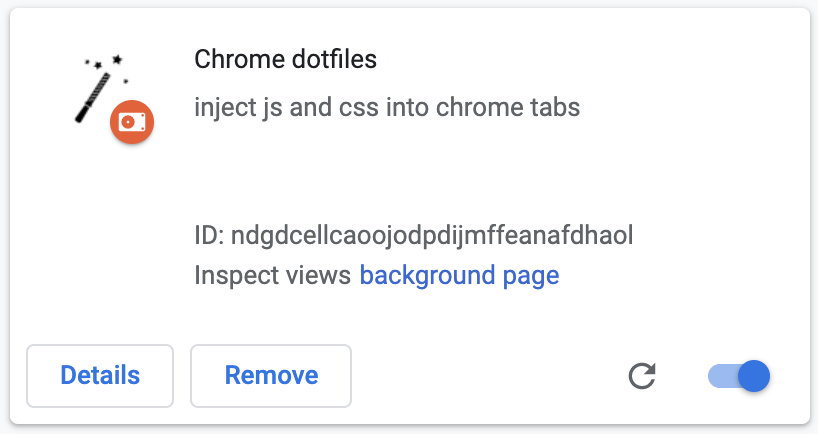 Chrome dotfiles
inject js and css into chrome tabs
ID: ndgdcellcaoojodpdijmffeanafdhaol
Inspect views background page
Details
Remove